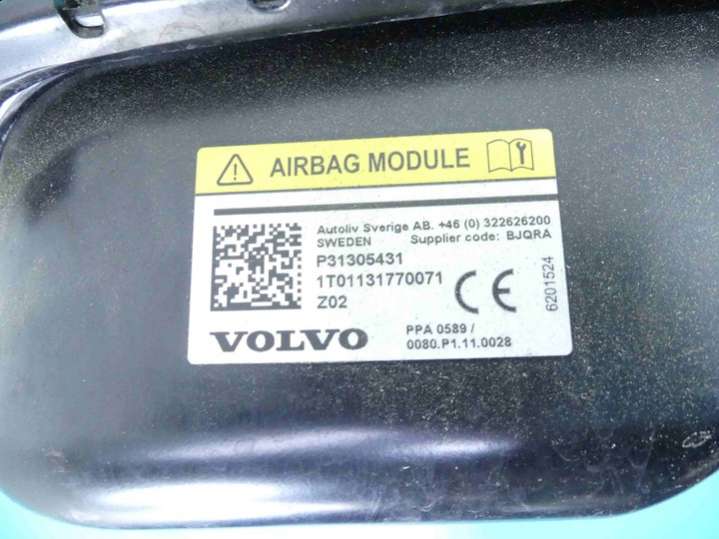 AIRBAG MODULE
Autoliv Sverige AB. +46 (0) 322626200
SWEDEN Supplier code: BJQRA
P31305431
1T01131770071
Z02
CE
6201524
VOLVO
PPA 0589 /
0080.P1.11.0028